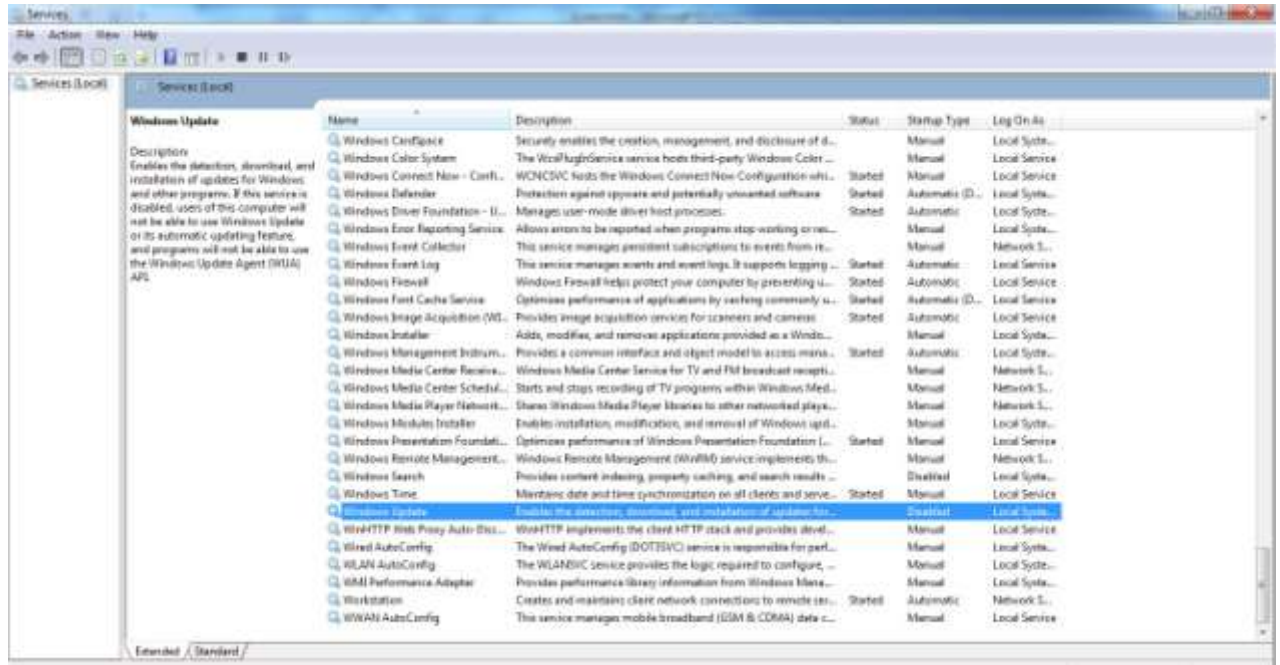 Services
File Action View Help
Services (Local)
Services (Local)
Windows Update
Description:
Enables the detection, download, and
installation of updates for Windows
and other programs. If this service is
disabled, users of this computer will
not be able to use Windows Update
or its automatic updating feature,
and programs will not be able to use
the Windows Update Agent (WUA)
API.
Name Description Status Startup Type Log On As
Windows CardSpace Securely enables the creation, management, and disclosure of d... Manual Local Syste...
Windows Color System The WcsPlugInService service hosts third-party Windows Color ... Manual Local Service
Windows Connect Now - Confi... WCNCSVC hosts the Windows Connect Now Configuration whi... Started Manual Local Service
Windows Defender Protection against spyware and potentially unwanted software Started Automatic (D... Local Syste...
Windows Driver Foundation - U... Manages user-mode driver host processes. Started Automatic Local Syste...
Windows Error Reporting Service Allows errors to be reported when programs stop working or res... Manual Local Syste...
Windows Event Collector This service manages persistent subscriptions to events from re... Manual Network S...
Windows Event Log This service manages events and event logs. It supports logging ... Started Automatic Local Service
Windows Firewall Windows Firewall helps protect your computer by preventing u... Started Automatic Local Service
Windows Font Cache Service Optimizes performance of applications by caching commonly u... Started Automatic (D... Local Service
Windows Image Acquisition (WI... Provides image acquisition services for scanners and cameras Started Automatic Local Service
Windows Installer Adds, modifies, and removes applications provided as a Windo... Manual Local Syste...
Windows Management Instrum... Provides a common interface and object model to access mana... Started Automatic Local Syste...
Windows Media Center Receive... Windows Media Center Service for TV and FM broadcast recepti... Manual Network S...
Windows Media Center Schedul... Starts and stops recording of TV programs within Windows Med... Manual Network S...
Windows Media Player Network... Shares Windows Media Player libraries to other networked playe... Manual Network S...
Windows Modules Installer Enables installation, modification, and removal of Windows upd... Manual Local Syste...
Windows Presentation Foundati... Optimizes performance of Windows Presentation Foundation (... Started Manual Local Service
Windows Remote Management... Windows Remote Management (WinRM) service implements th... Manual Network S...
Windows Search Provides content indexing, property caching, and search results ... Disabled Local Syste...
Windows Time Maintains date and time synchronization on all clients and serve... Started Manual Local Service
Windows Update Enables the detection, download, and installation of updates for... Disabled Local Syste...
WinHTTP Web Proxy Auto-Disc... WinHTTP implements the client HTTP stack and provides devel... Manual Local Service
Wired AutoConfig The Wired AutoConfig (DOT3SVC) service is responsible for perf... Manual Local Syste...
WLAN AutoConfig The WLANSVC service provides the logic required to configure, ... Manual Local Syste...
WMI Performance Adapter Provides performance library information from Windows Mana... Manual Local Syste...
Workstation Creates and maintains client network connections to remote ser... Started Automatic Network S...
WWAN AutoConfig This service manages mobile broadband (GSM & CDMA) data c... Manual Local Service
Extended Standard